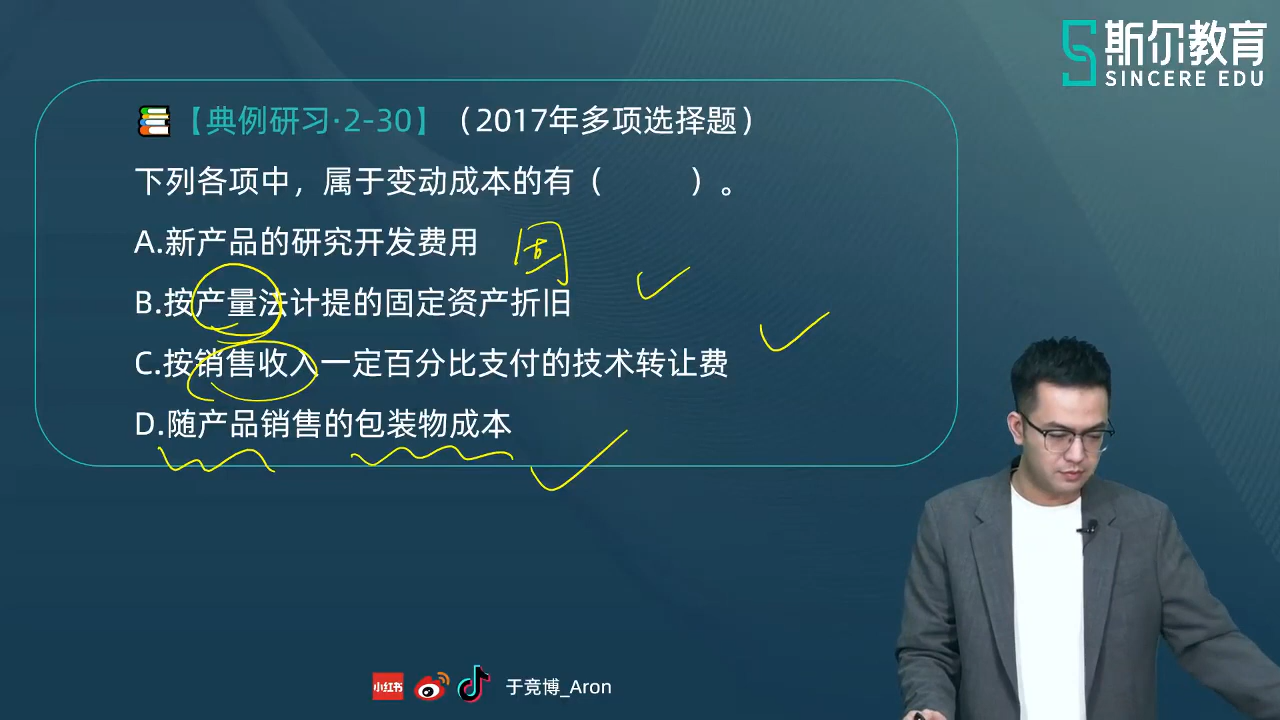 斯尔教育
SINCERE EDU
【典例研习·2-30】（2017年多项选择题）
下列各项中，属于变动成本的有（ ）。
A.新产品的研究开发费用 固
B.按产量法计提的固定资产折旧
C.按销售收入一定百分比支付的技术转让费
D.随产品销售的包装物成本
小红书 于竞博_Aron